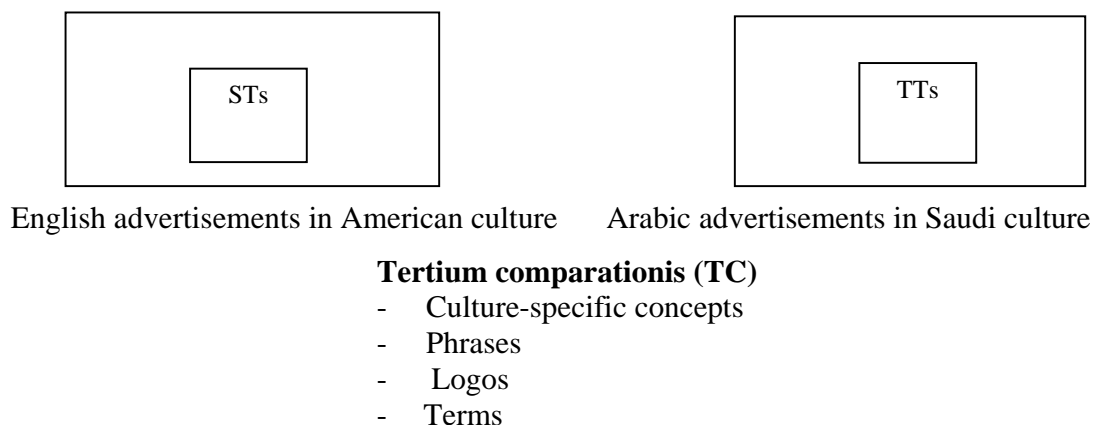 STs
TTs
English advertisements in American culture
Arabic advertisements in Saudi culture
Tertium comparationis (TC)
- Culture-specific concepts
- Phrases
- Logos
- Terms